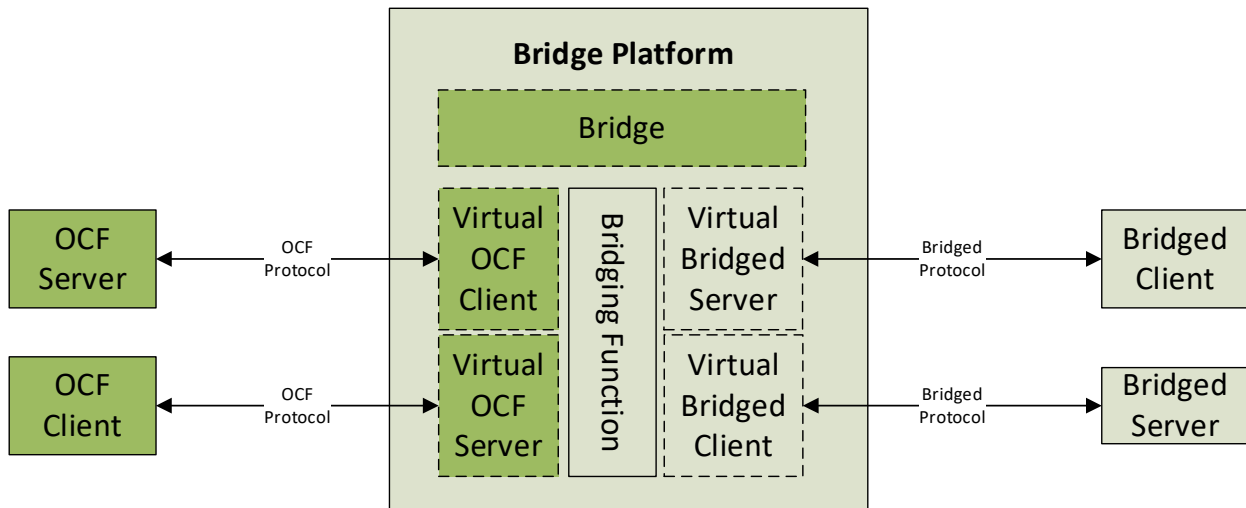 Bridge Platform
Bridge
OCF
Server
OCF
Protocol
Virtual
OCF
Client
Bridging Function
Virtual
Bridged
Server
Bridged
Protocol
Bridged
Client
OCF
Client
OCF
Protocol
Virtual
OCF
Server
Virtual
Bridged
Client
Bridged
Protocol
Bridged
Server